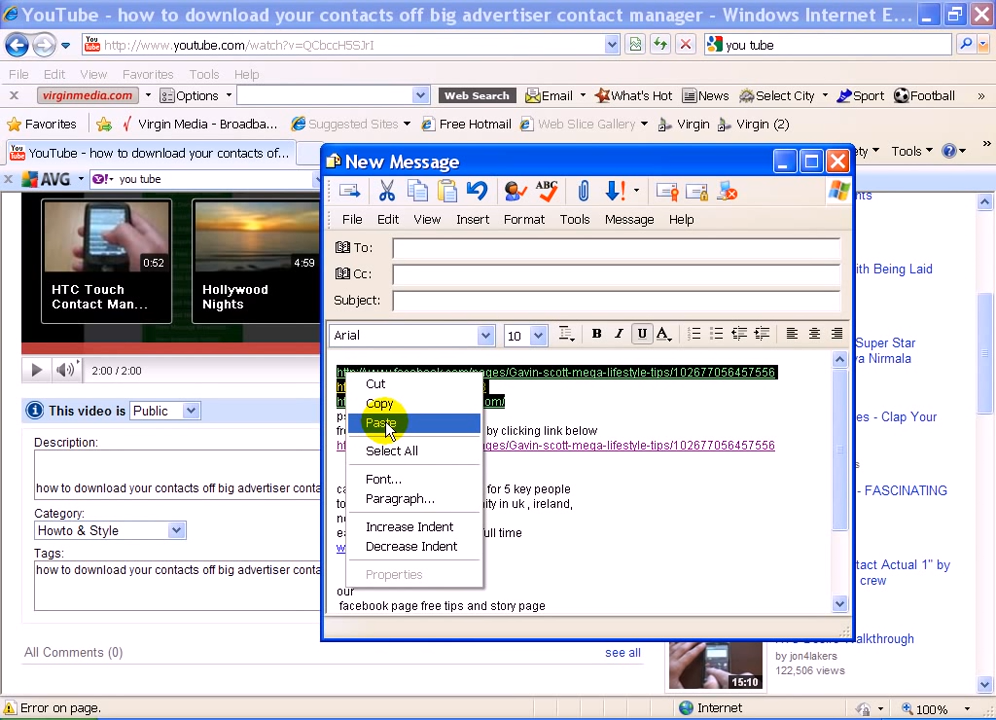 YouTube - how to download your contacts off big advertiser contact manager - Windows Internet E...
You Tube http://www.youtube.com/watch?v=QCbccH5SJrI
you tube
File Edit View Favorites Tools Help
x virginmedia.com Options Web Search Email What's Hot News Select City Sport Football »
Favorites Virgin Media - Broadba... Suggested Sites Free Hotmail Web Slice Gallery Virgin Virgin (2)
YouTube - how to download your contacts of...
Tools »
x AVG Y! you tube
New Message
File Edit View Insert Format Tools Message Help
To:
Cc:
Subject:
Arial 10 B I U A
http://www.facebook.com/pages/Gavin-scott-mega-lifestyle-tips/102677056457556
om/
by clicking link below
ages/Gavin-scott-mega-lifestyle-tips/102677056457556
for 5 key people
nity in uk , ireland,
full time
our
facebook page free tips and story page
Cut
Copy
Paste
Select All
Font...
Paragraph...
Increase Indent
Decrease Indent
Properties
0:52
HTC Touch
Contact Man...
4:59
Hollywood
Nights
2:00 / 2:00
This video is Public
Description:
how to download your contacts off big advertiser conta
Category:
Howto & Style
Tags:
how to download your contacts off big advertiser conta
All Comments (0) see all
ts
ith Being Laid
Super Star
Nirmala
es - Clap Your
- FASCINATING
tact Actual 1" by
crew
Walkthrough
by jon4lakers
122,506 views
15:10
Error on page. Internet 100%